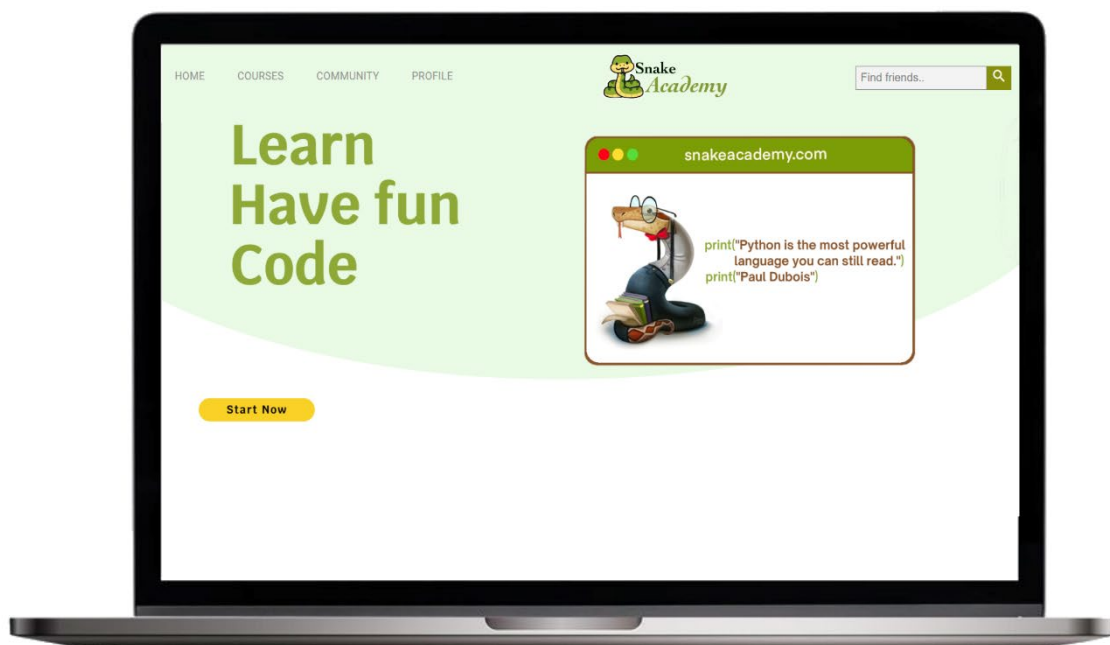 HOME COURSES COMMUNITY PROFILE
Snake
Academy
Find friends..
Learn
Have fun
Code
snakeacademy.com
print("Python is the most powerful
language you can still read.")
print("Paul Dubois")
Start Now